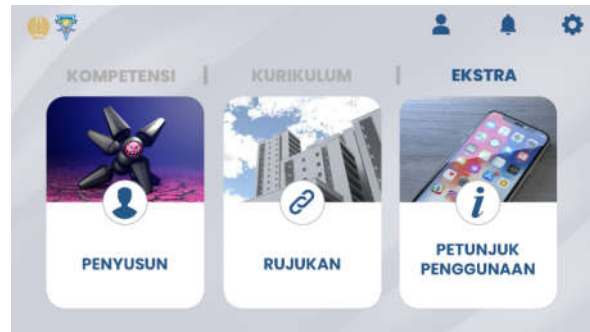 KOMPETENSI | KURIKULUM | EKSTRA
PENYUSUN
RUJUKAN
PETUNJUK
PENGGUNAAN